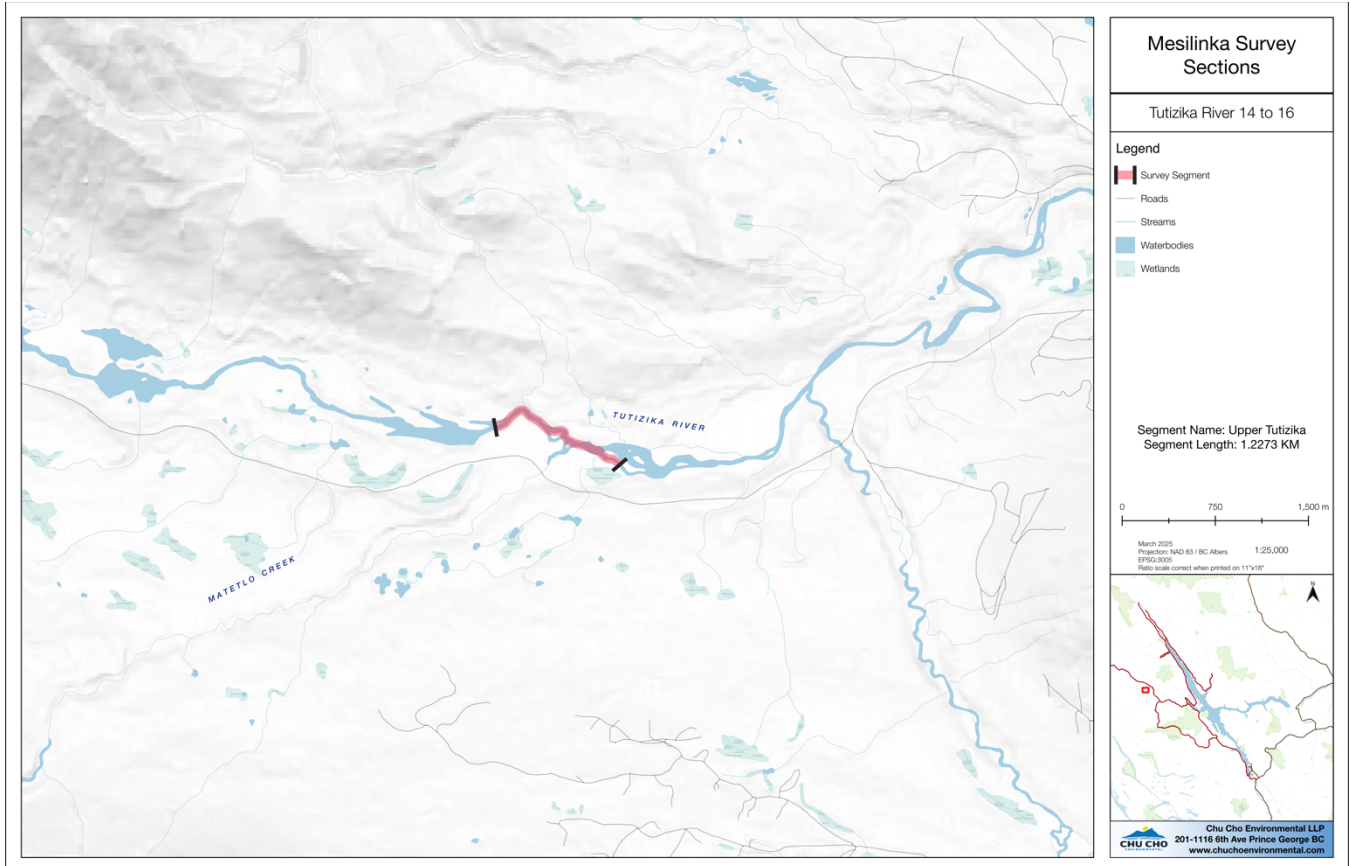 Mesilinka Survey
Sections
Tutizika River 14 to 16
Legend
Survey Segment
Roads
Streams
Waterbodies
Wetlands
TUTIZIKA RIVER
MATETLO CREEK
Segment Name: Upper Tutizika
Segment Length: 1.2273 KM
0 750 1,500 m
March 2025
Projection: NAD 83 / BC Albers
EPSG:3005
Ratio scale correct when printed on 11"x16"
1:25,000
N
CHU CHO
ENVIRONMENTAL
Chu Cho Environmental LLP
201-1116 6th Ave Prince George BC
www.chuchoenvironmental.com